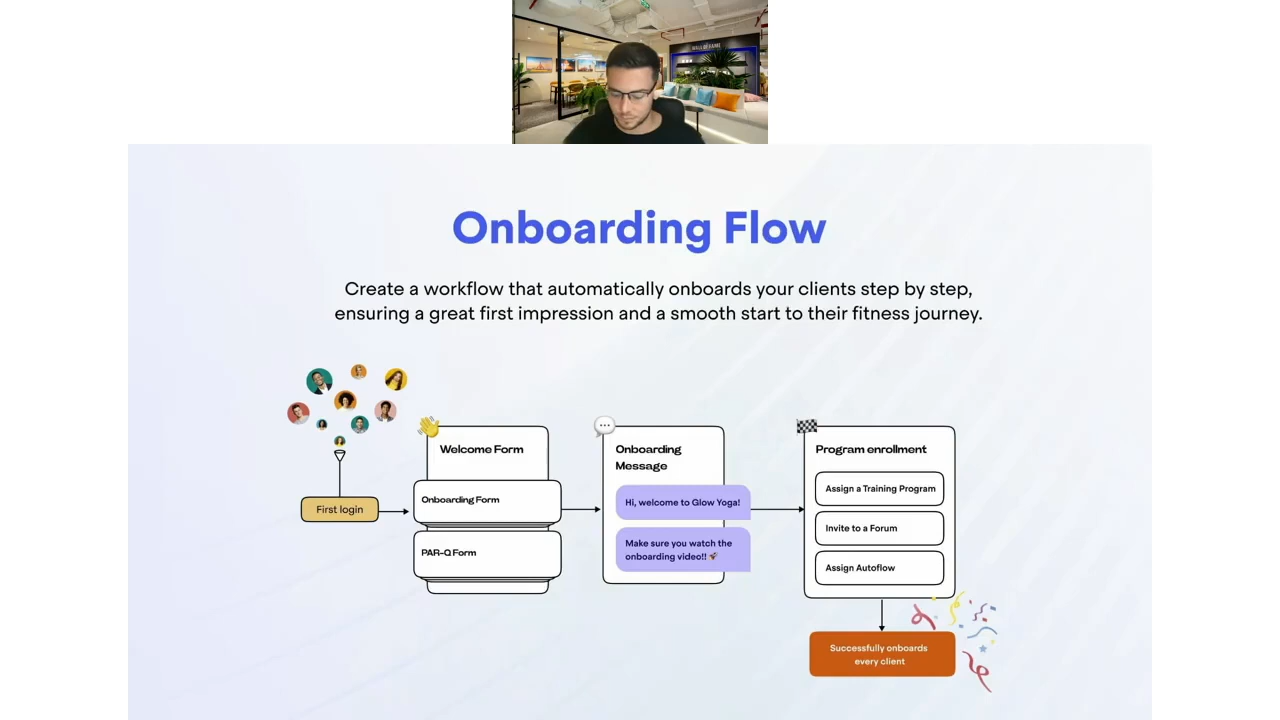 WALL OF FAME
Onboarding Flow
Create a workflow that automatically onboards your clients step by step,
ensuring a great first impression and a smooth start to their fitness journey.
First login
Welcome Form
Onboarding Form
PAR-Q Form
Onboarding
Message
Hi, welcome to Glow Yoga!
Make sure you watch the
onboarding video!! 🚀
Program enrollment
Assign a Training Program
Invite to a Forum
Assign Autoflow
Successfully onboards
every client